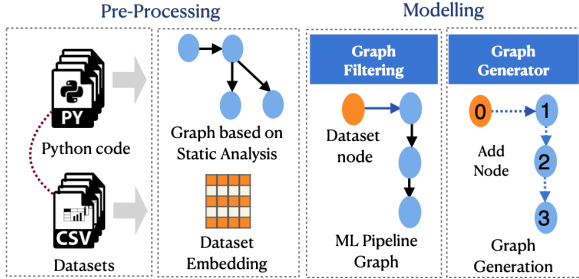 Pre-Processing
Modelling
PY
Python code
CSV
Datasets
Graph based on
Static Analysis
Dataset
Embedding
Graph
Filtering
Dataset
node
ML Pipeline
Graph
Graph
Generator
0
1
Add
Node
2
3
Graph
Generation